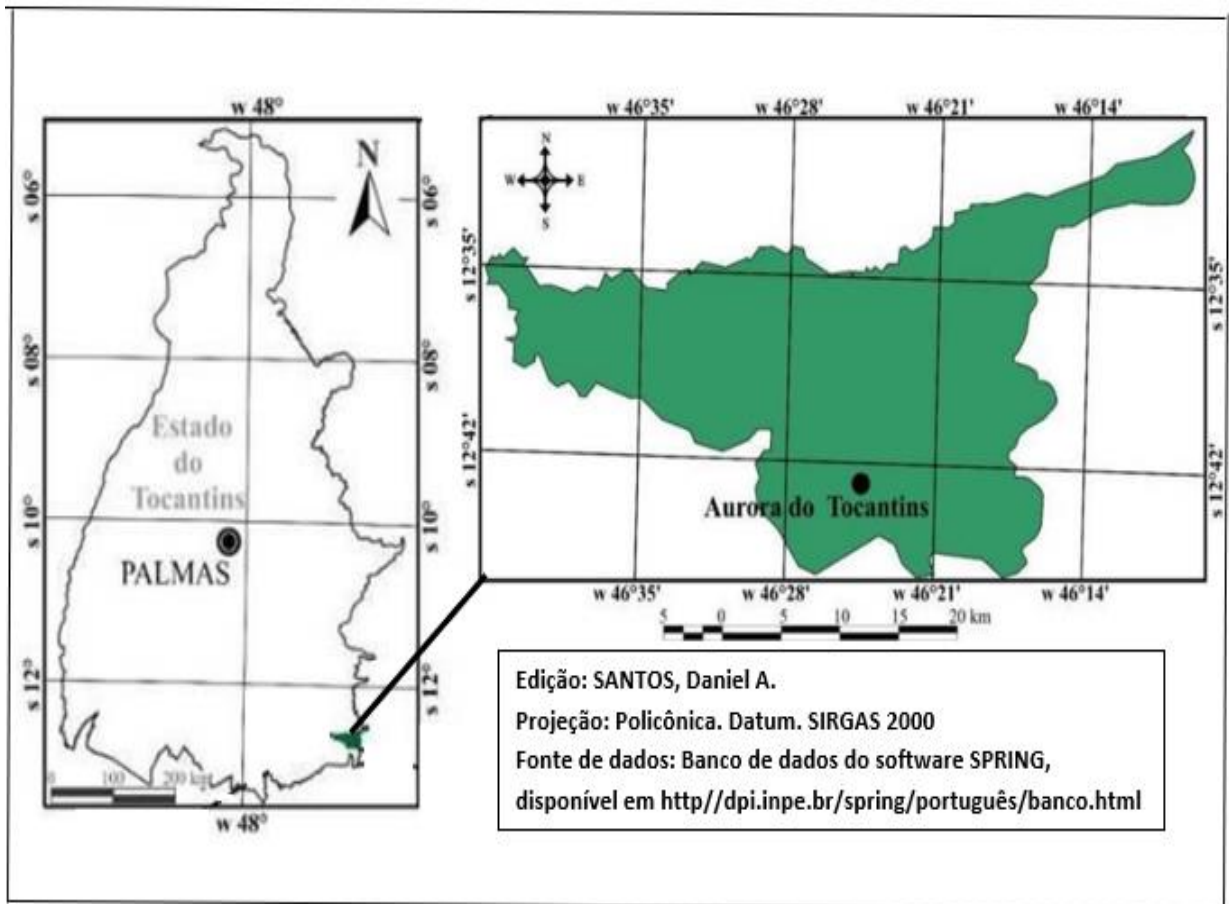 w 48°
N
s 06°
s 06°
s 08°
s 08°
Estado
do
Tocantins
s 10°
s 10°
PALMAS
s 12°
s 12°
0 100 200 km
w 48°
w 46°35' w 46°28' w 46°21' w 46°14'
N
W E
S
s 12°35'
s 12°35'
s 12°42'
s 12°42'
Aurora do Tocantins
w 46°35' w 46°28' w 46°21' w 46°14'
5 0 5 10 15 20 km
Edição: SANTOS, Daniel A.
Projeção: Policônica. Datum. SIRGAS 2000
Fonte de dados: Banco de dados do software SPRING,
disponível em http//dpi.inpe.br/spring/português/banco.html